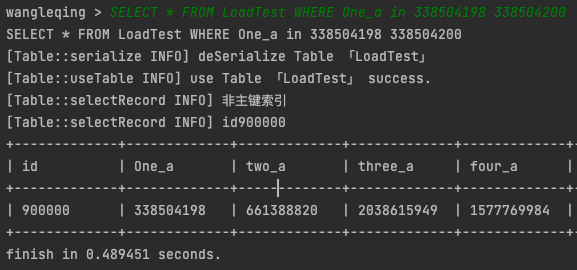 wangleqing > SELECT * FROM LoadTest WHERE One_a in 338504198 338504200
SELECT * FROM LoadTest WHERE One_a in 338504198 338504200
[Table::serialize INFO] deSerialize Table 「LoadTest」
[Table::useTable INFO] use Table 「LoadTest」 success.
[Table::selectRecord INFO] 非主键索引
[Table::selectRecord INFO] id900000
+-------------+-------------+-------------+-------------+-------------+
| id | One_a | two_a | three_a | four_a |
+-------------+-------------+-------------+-------------+-------------+
| 900000 | 338504198 | 661388820 | 2038615949 | 1577769984 |
+-------------+-------------+-------------+-------------+-------------+
finish in 0.489451 seconds.